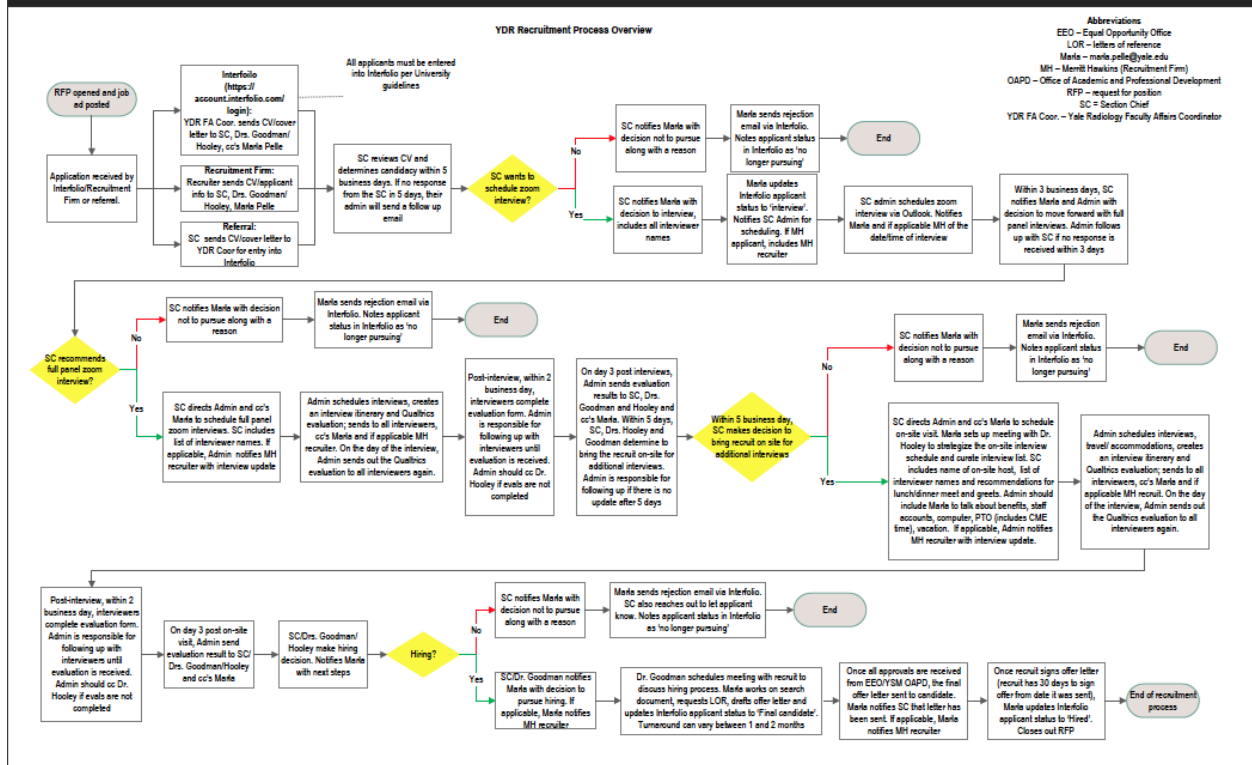 YDR Recruitment Process Overview
Abbreviations
EEO – Equal Opportunity Office
LOR – letters of reference
Marla – marla.pelle@yale.edu
MH – Merritt Hawkins (Recruitment Firm)
OAPD – Office of Academic and Professional Development
RFP – request for position
SC = Section Chief
YDR FA Coor. – Yale Radiology Faculty Affairs Coordinator
RFP opened and job
ad posted
Application received by
Interfolio/Recruitment
Firm or referral.
Interfoilo
(https://
account.interfolio.com/
login):
YDR FA Coor. sends CV/cover
letter to SC, Drs. Goodman/
Hooley, cc's Marla Pelle
All applicants must be entered
into Interfolio per University
guidelines
Recruitment Firm:
Recruiter sends CV/applicant
info to SC, Drs. Goodman/
Hooley, Marla Pelle
Referral:
SC sends CV/cover letter to
YDR Coor for entry into
Interfolio
SC reviews CV and
determines candidacy within 5
business days. If no response
from the SC in 5 days, their
admin will send a follow up
email
SC wants to
schedule zoom
interview?
No
SC notifies Marla with
decision not to pursue
along with a reason
Marla sends rejection
email via Interfolio.
Notes applicant status
in Interfolio as 'no
longer pursuing'
End
Yes
SC notifies Marla with
decision to interview,
includes all interviewer
names
Marla updates
Interfolio applicant
status to 'interview'.
Notifies SC Admin for
scheduling. If MH
applicant, includes MH
recruiter
SC admin schedules zoom
interview via Outlook. Notifies
Marla and if applicable MH of the
date/time of interview
Within 3 business days, SC
notifies Marla and Admin with
decision to move forward with full
panel interviews. Admin follows
up with SC if no response is
received within 3 days
SC recommends
full panel zoom
interview?
No
SC notifies Marla with decision
not to pursue along with a
reason
Marla sends rejection email via
Interfolio. Notes applicant
status in Interfolio as 'no
longer pursuing'
End
Yes
SC directs Admin and cc's
Marla to schedule full panel
zoom interviews. SC includes
list of interviewer names. If
applicable, Admin notifies MH
recruiter with interview update
Admin schedules interviews, creates
an interview itinerary and Qualtrics
evaluation; sends to all interviewers,
cc's Marla and if applicable MH
recruiter. On the day of the interview,
Admin sends out the Qualtrics
evaluation to all interviewers again.
Post-interview, within 2
business day,
interviewers complete
evaluation form. Admin
is responsible for
following up with
interviewers until
evaluation is received.
Admin should cc Dr.
Hooley if evals are not
completed
On day 3 post interviews,
Admin sends evaluation
results to SC, Drs.
Goodman and Hooley and
cc's Marla. Within 5 days,
SC, Drs. Hooley and
Goodman determine to
bring the recruit on-site for
additional interviews.
Admin is responsible for
following up if there is no
update after 5 days
Within 5 business day,
SC makes decision to
bring recruit on site for
additional interviews
No
SC notifies Marla with
decision not to pursue
along with a reason
Marla sends rejection
email via Interfolio.
Notes applicant status
in Interfolio as 'no
longer pursuing'
End
Yes
SC directs Admin and cc's Marla to schedule
on-site visit. Marla sets up meeting with Dr.
Hooley to strategize the on-site interview
schedule and curate interview list. SC
includes name of on-site host, list of
interviewer names and recommendations for
lunch/dinner meet and greets. Admin should
include Marla to talk about benefits, staff
accounts, computer, PTO (includes CME
time), vacation. If applicable, Admin notifies
MH recruiter with interview update.
Admin schedules interviews,
travel/ accommodations, creates
an interview itinerary and
Qualtrics evaluation; sends to all
interviewers, cc's Marla and if
applicable MH recruit. On the day
of the interview, Admin sends out
the Qualtrics evaluation to all
interviewers again.
Post-interview, within 2
business day, interviewers
complete evaluation form.
Admin is responsible for
following up with
interviewers until
evaluation is received.
Admin should cc Dr.
Hooley if evals are not
completed
On day 3 post on-site
visit, Admin send
evaluation result to SC/
Drs. Goodman/Hooley
and cc's Marla
SC/Drs. Goodman/
Hooley make hiring
decision. Notifies Marla
with next steps
Hiring?
No
SC notifies Marla with
decision not to pursue
along with a reason
Marla sends rejection email via Interfolio.
SC also reaches out to let applicant
know. Notes applicant status in Interfolio
as 'no longer pursuing'
End
Yes
SC/Dr. Goodman notifies
Marla with decision to
pursue hiring. If
applicable, Marla notifies
MH recruiter
Dr. Goodman schedules meeting with recruit to
discuss hiring process. Marla works on search
document, requests LOR, drafts offer letter and
updates Interfolio applicant status to 'Final candidate'.
Turnaround can vary between 1 and 2 months
Once all approvals are received
from EEO/YSM OAPD, the final
offer letter sent to candidate.
Marla notifies SC that letter has
been sent. If applicable, Marla
notifies MH recruiter
Once recruit signs offer letter
(recruit has 30 days to sign
offer from date it was sent),
Marla updates Interfolio
applicant status to 'Hired'.
Closes out RFP
End of recruitment
process